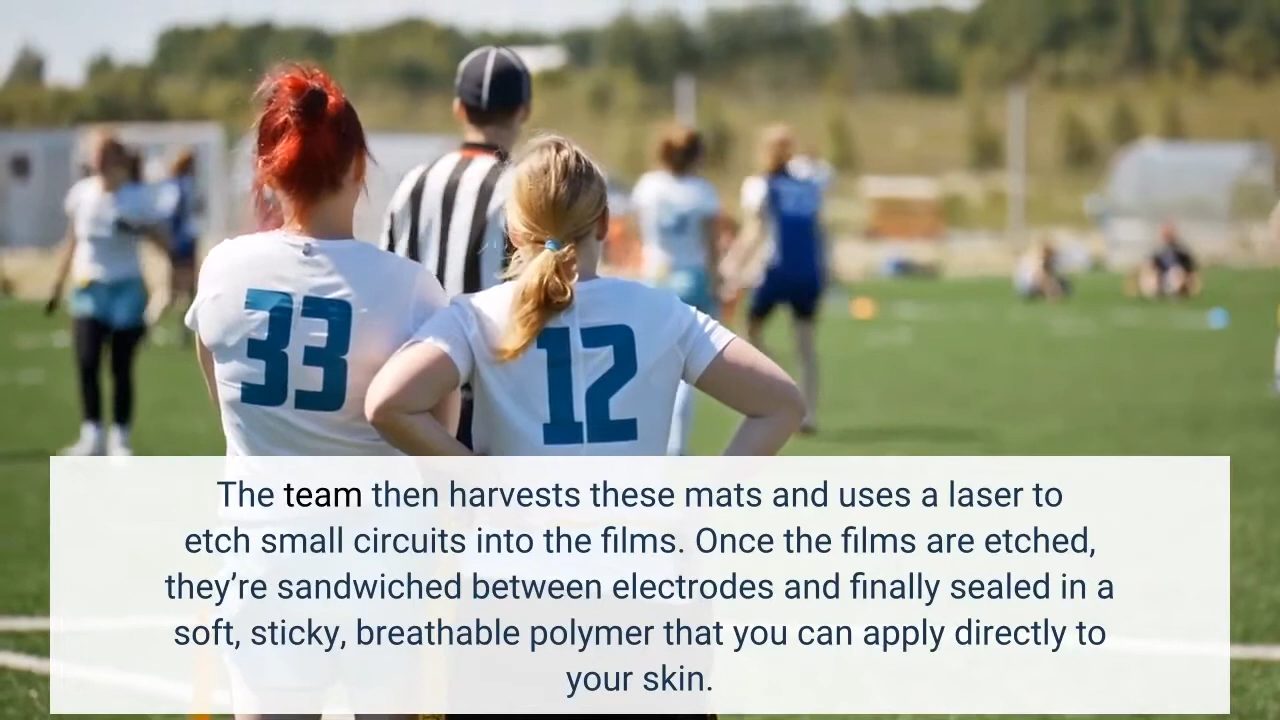 33
12
The team then harvests these mats and uses a laser to
etch small circuits into the films. Once the films are etched,
they’re sandwiched between electrodes and finally sealed in a
soft, sticky, breathable polymer that you can apply directly to
your skin.